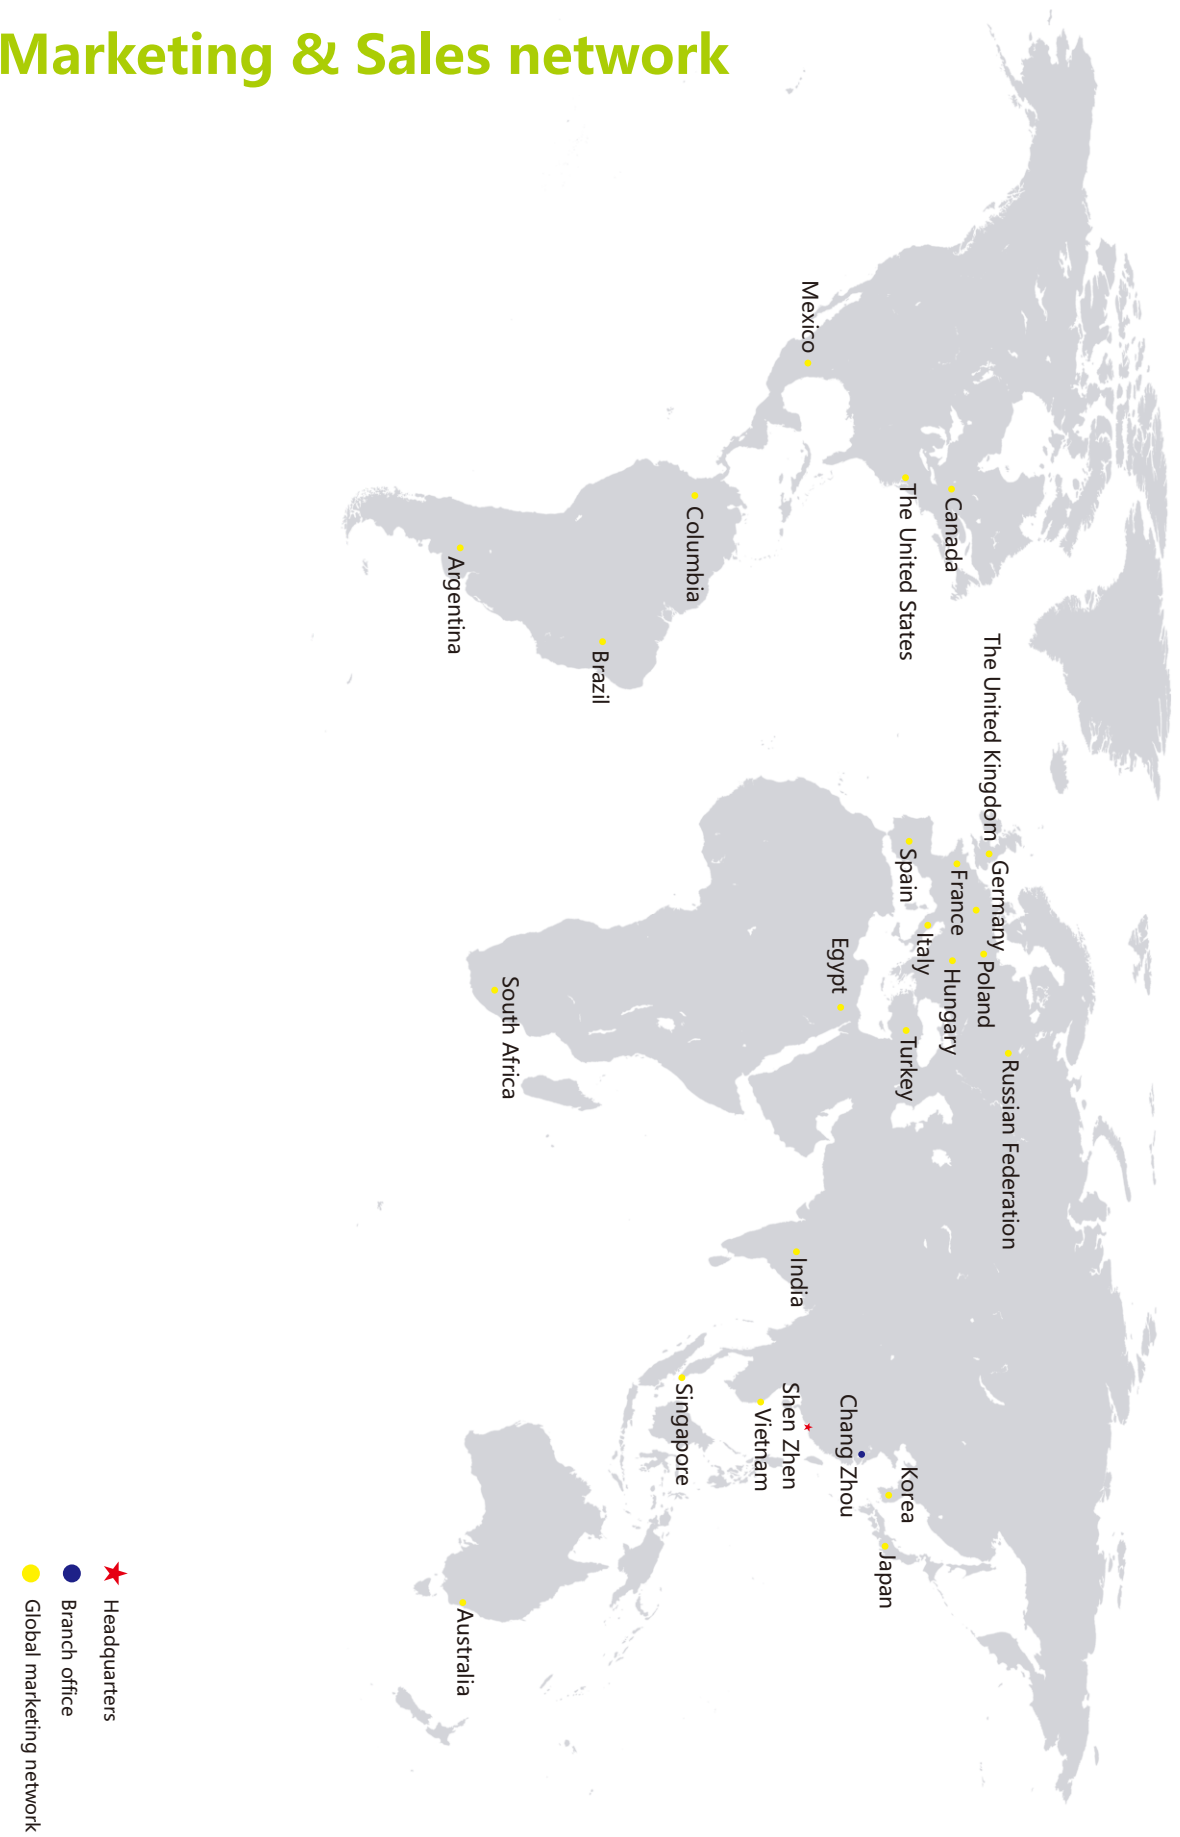 Marketing & Sales network
Canada
The United States
Mexico
Columbia
Brazil
Argentina
The United Kingdom
Germany
France
Spain
Poland
Italy
Hungary
Russian Federation
Turkey
Egypt
South Africa
India
Korea
Japan
Chang Zhou
Shen Zhen
Vietnam
Singapore
Australia
Headquarters
Branch office
Global marketing network